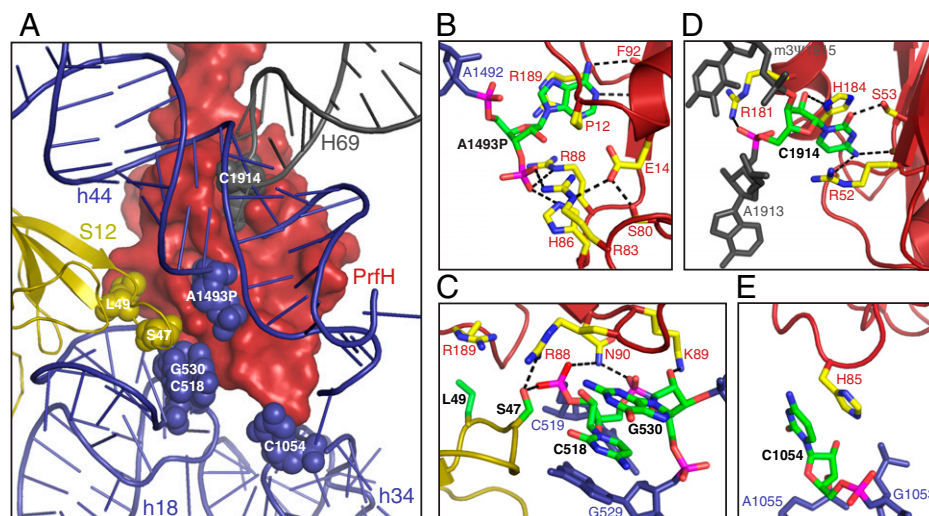 A
H69
C1914
h44
S12
PrfH
A1493P
L49
S47
G530
C518
C1054
h18
h34
B
A1492
F92
R189
P12
A1493P
R88
E14
H86
S80
R83
C
R189
R88
N90
K89
L49
S47
C519
G530
C518
G529
D
m3Ψ1915
H184
S53
R181
C1914
R52
A1913
E
H85
C1054
A1055
G1053